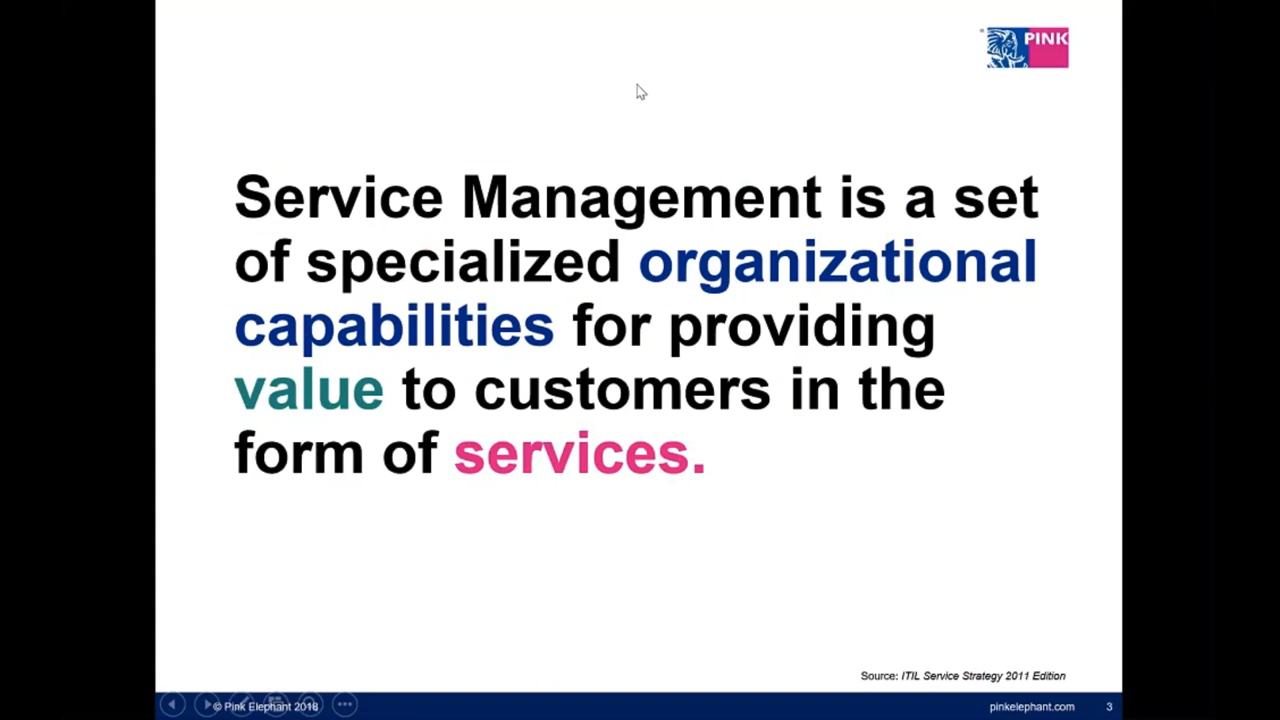 PINK
Service Management is a set
of specialized organizational
capabilities for providing
value to customers in the
form of services.
Source: ITIL Service Strategy 2011 Edition
© Pink Elephant 2018
pinkelephant.com
3